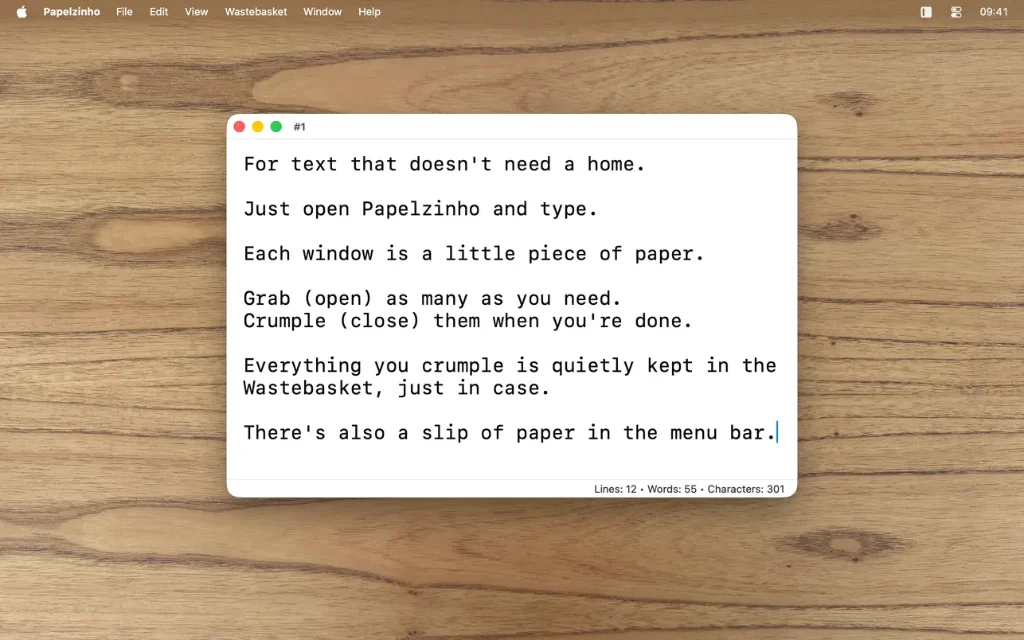 Papelzinho File Edit View Wastebasket Window Help 09:41
#1
For text that doesn't need a home.
Just open Papelzinho and type.
Each window is a little piece of paper.
Grab (open) as many as you need.
Crumple (close) them when you're done.
Everything you crumple is quietly kept in the
Wastebasket, just in case.
There's also a slip of paper in the menu bar.
Lines: 12 • Words: 55 • Characters: 301